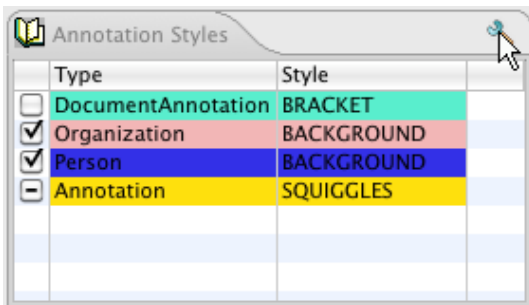 Annotation Styles
Type Style
DocumentAnnotation BRACKET
Organization BACKGROUND
Person BACKGROUND
Annotation SQUIGGLES